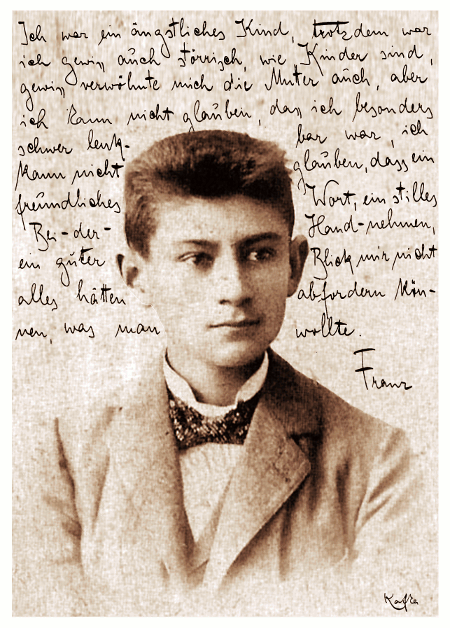 Ich war ein ängstliches Kind, trotzdem war
ich gewiß auch störrisch, wie Kinder sind,
gewiß verwöhnte mich die Mutter auch, aber
ich kann nicht glauben, daß ich besonders
schwer lenk- bar war, ich
kann nicht glauben, dass ein
freundliches Wort, ein stilles
Bei-der- Hand-nehmen,
ein guter Blick mir nicht
alles hätten abfordern kön-
nen, was man wollte.
Franz
Kafka